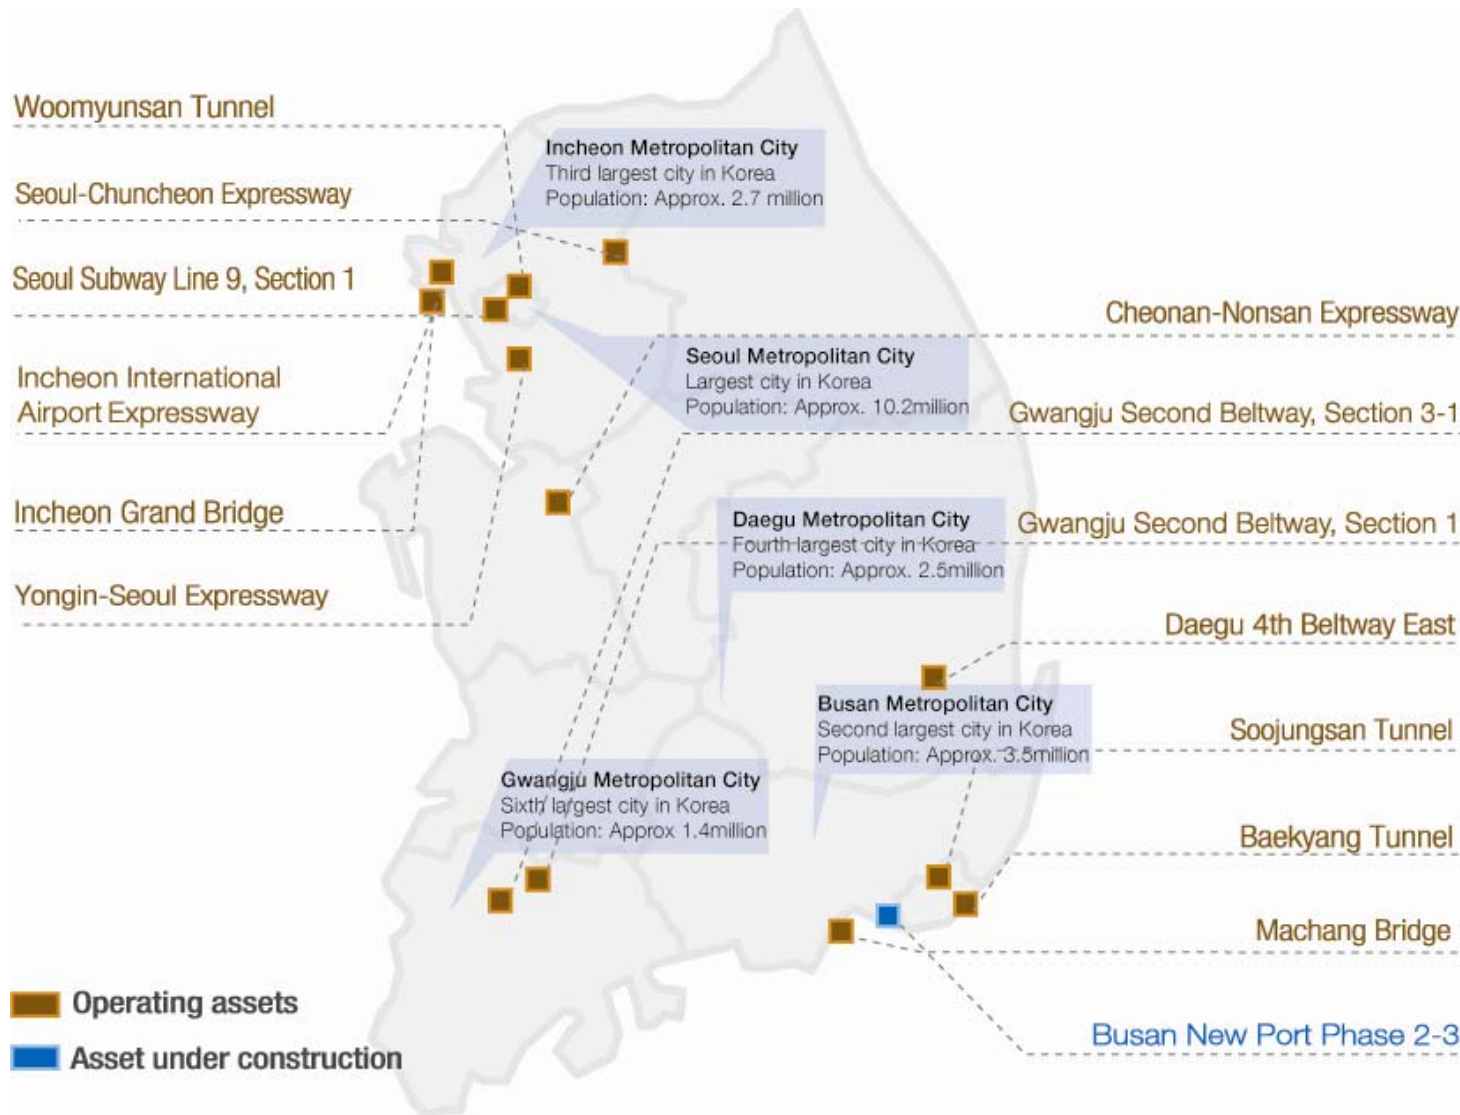 Woomyunsan Tunnel
Seoul-Chuncheon Expressway
Seoul Subway Line 9, Section 1
Incheon International
Airport Expressway
Incheon Grand Bridge
Yongin-Seoul Expressway
Incheon Metropolitan City
Third largest city in Korea
Population: Approx. 2.7 million
Seoul Metropolitan City
Largest city in Korea
Population: Approx. 10.2million
Daegu Metropolitan City
Fourth largest city in Korea
Population: Approx. 2.5million
Busan Metropolitan City
Second largest city in Korea
Population: Approx. 3.5million
Gwangju Metropolitan City
Sixth largest city in Korea
Population: Approx 1.4million
Cheonan-Nonsan Expressway
Gwangju Second Beltway, Section 3-1
Gwangju Second Beltway, Section 1
Daegu 4th Beltway East
Soojungsan Tunnel
Baekyang Tunnel
Machang Bridge
Busan New Port Phase 2-3
Operating assets
Asset under construction